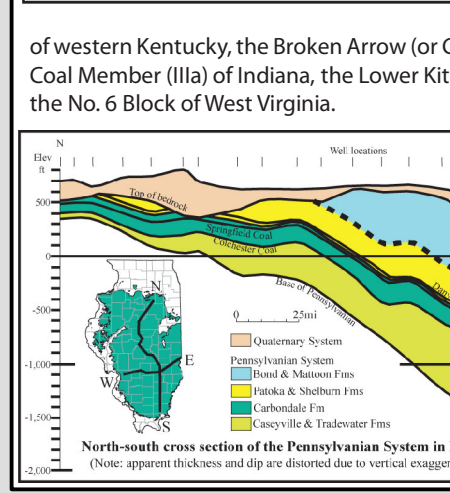 of western Kentucky, the Broken Arrow (or
Coal Member (IIIa) of Indiana, the Lower Kit
the No. 6 Block of West Virginia.
N
Well locations
Elev
ft
500
0
-500
-1,000
-1,500
-2,000
Top of bedrock
Springfield Coal
Colchester Coal
Base of Pennsylvanian
Dan
N
W
E
S
0 25mi
Quaternary System
Pennsylvanian System
Bond & Mattoon Fms
Patoka & Shelburn Fms
Carbondale Fm
Caseyville & Tradewater Fms
North-south cross section of the Pennsylvanian System in
(Note: apparent thickness and dip are distorted due to vertical exagger